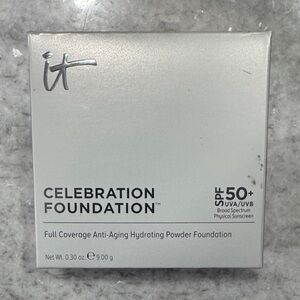 it
CELEBRATION
FOUNDATION™
SPF 50+
UVA/UVB
Broad Spectrum
Physical Sunscreen
Full Coverage Anti-Aging Hydrating Powder Foundation
Net Wt. 0.30 oz. ℮ 9.00 g